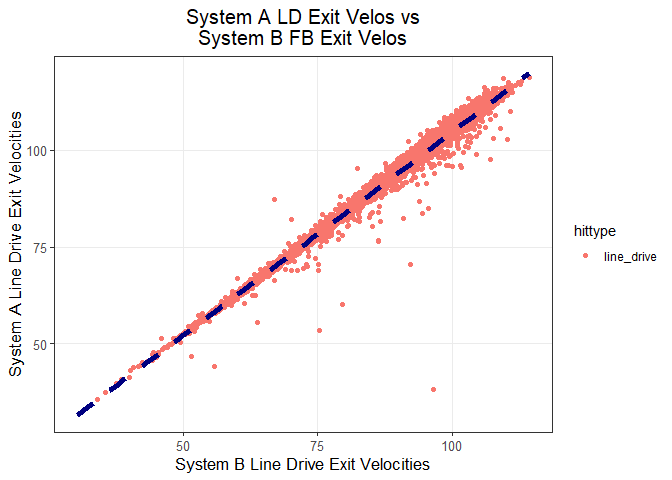 System A LD Exit Velos vs
System B FB Exit Velos
System A Line Drive Exit Velocities
100
75
50
50
75
100
System B Line Drive Exit Velocities
hittype
line_drive